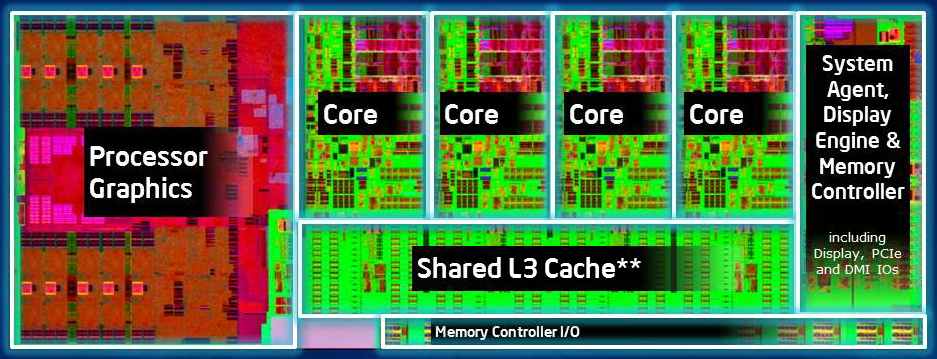 Processor
Graphics
Core
Core
Core
Core
System
Agent,
Display
Engine &
Memory
Controller
including
Display, PCIe
and DMI IOs
Shared L3 Cache**
Memory Controller I/O